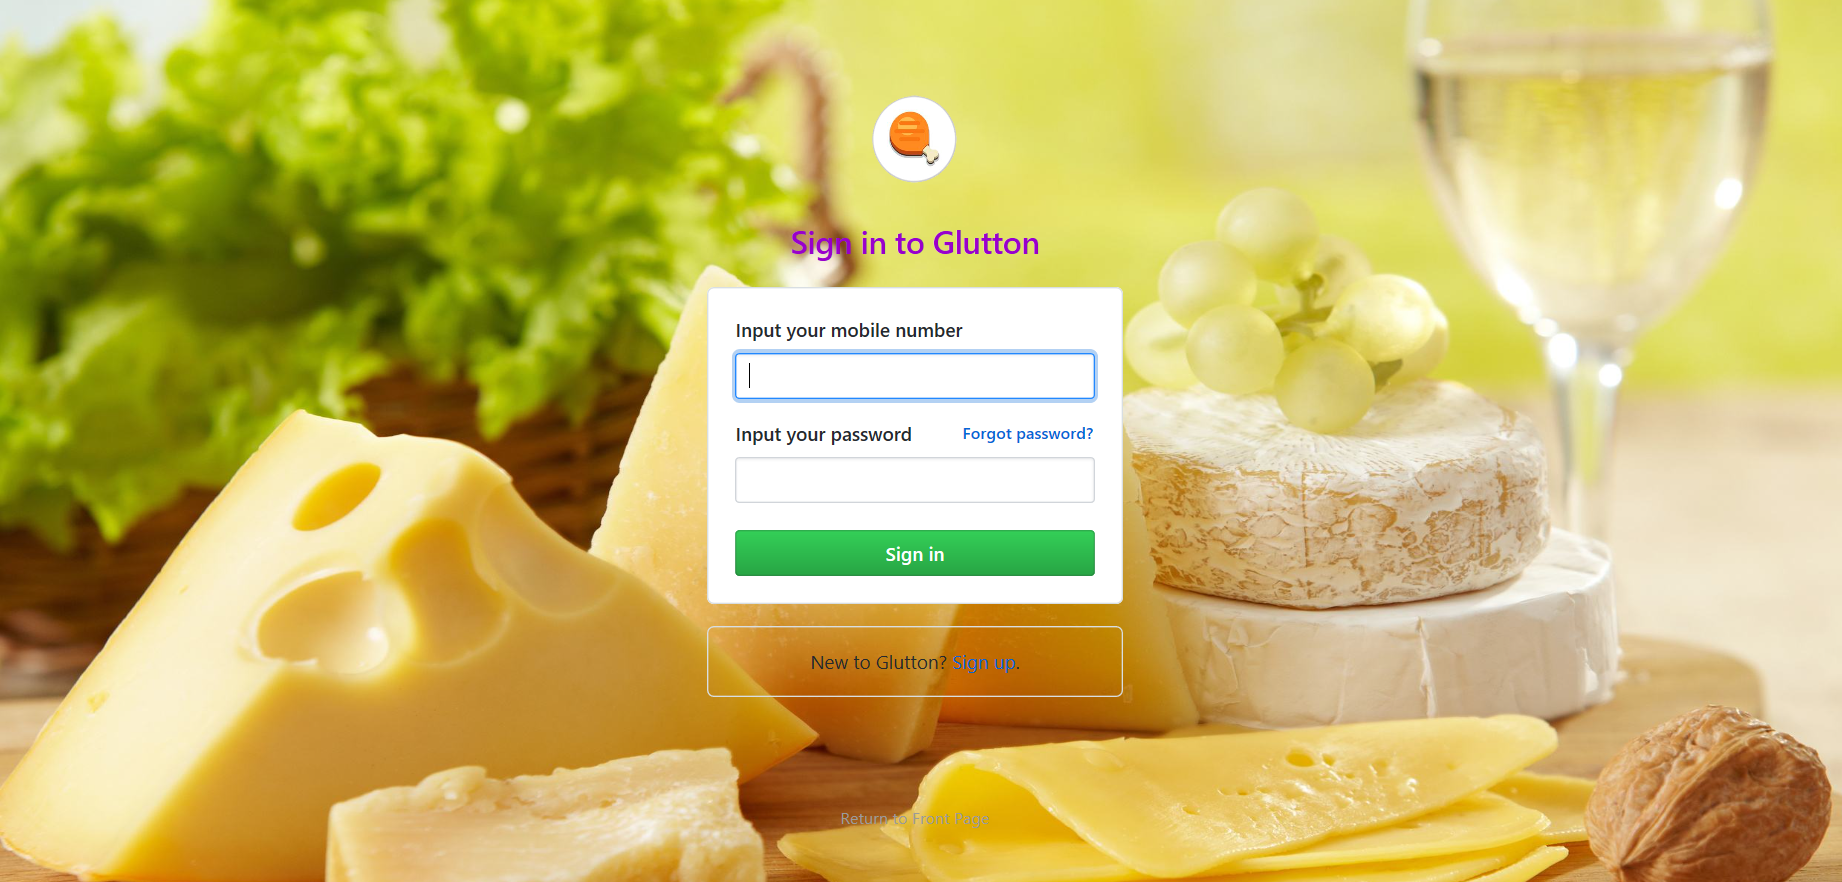 Sign in to Glutton
Input your mobile number
Input your password Forgot password?
Sign in
New to Glutton? Sign up.
Return to Front Page